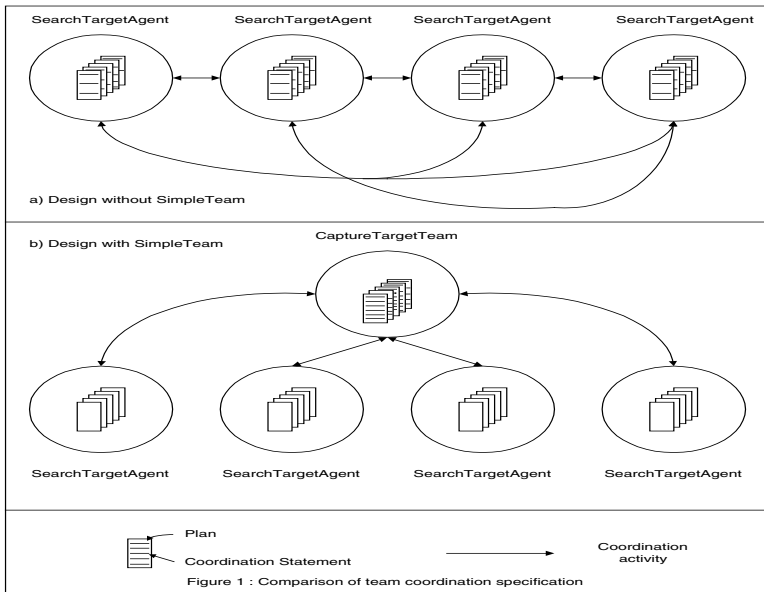 SearchTargetAgent SearchTargetAgent SearchTargetAgent SearchTargetAgent
a) Design without SimpleTeam
b) Design with SimpleTeam
CaptureTargetTeam
SearchTargetAgent SearchTargetAgent SearchTargetAgent SearchTargetAgent
Plan
Coordination Statement
Coordination
activity
Figure 1 : Comparison of team coordination specification